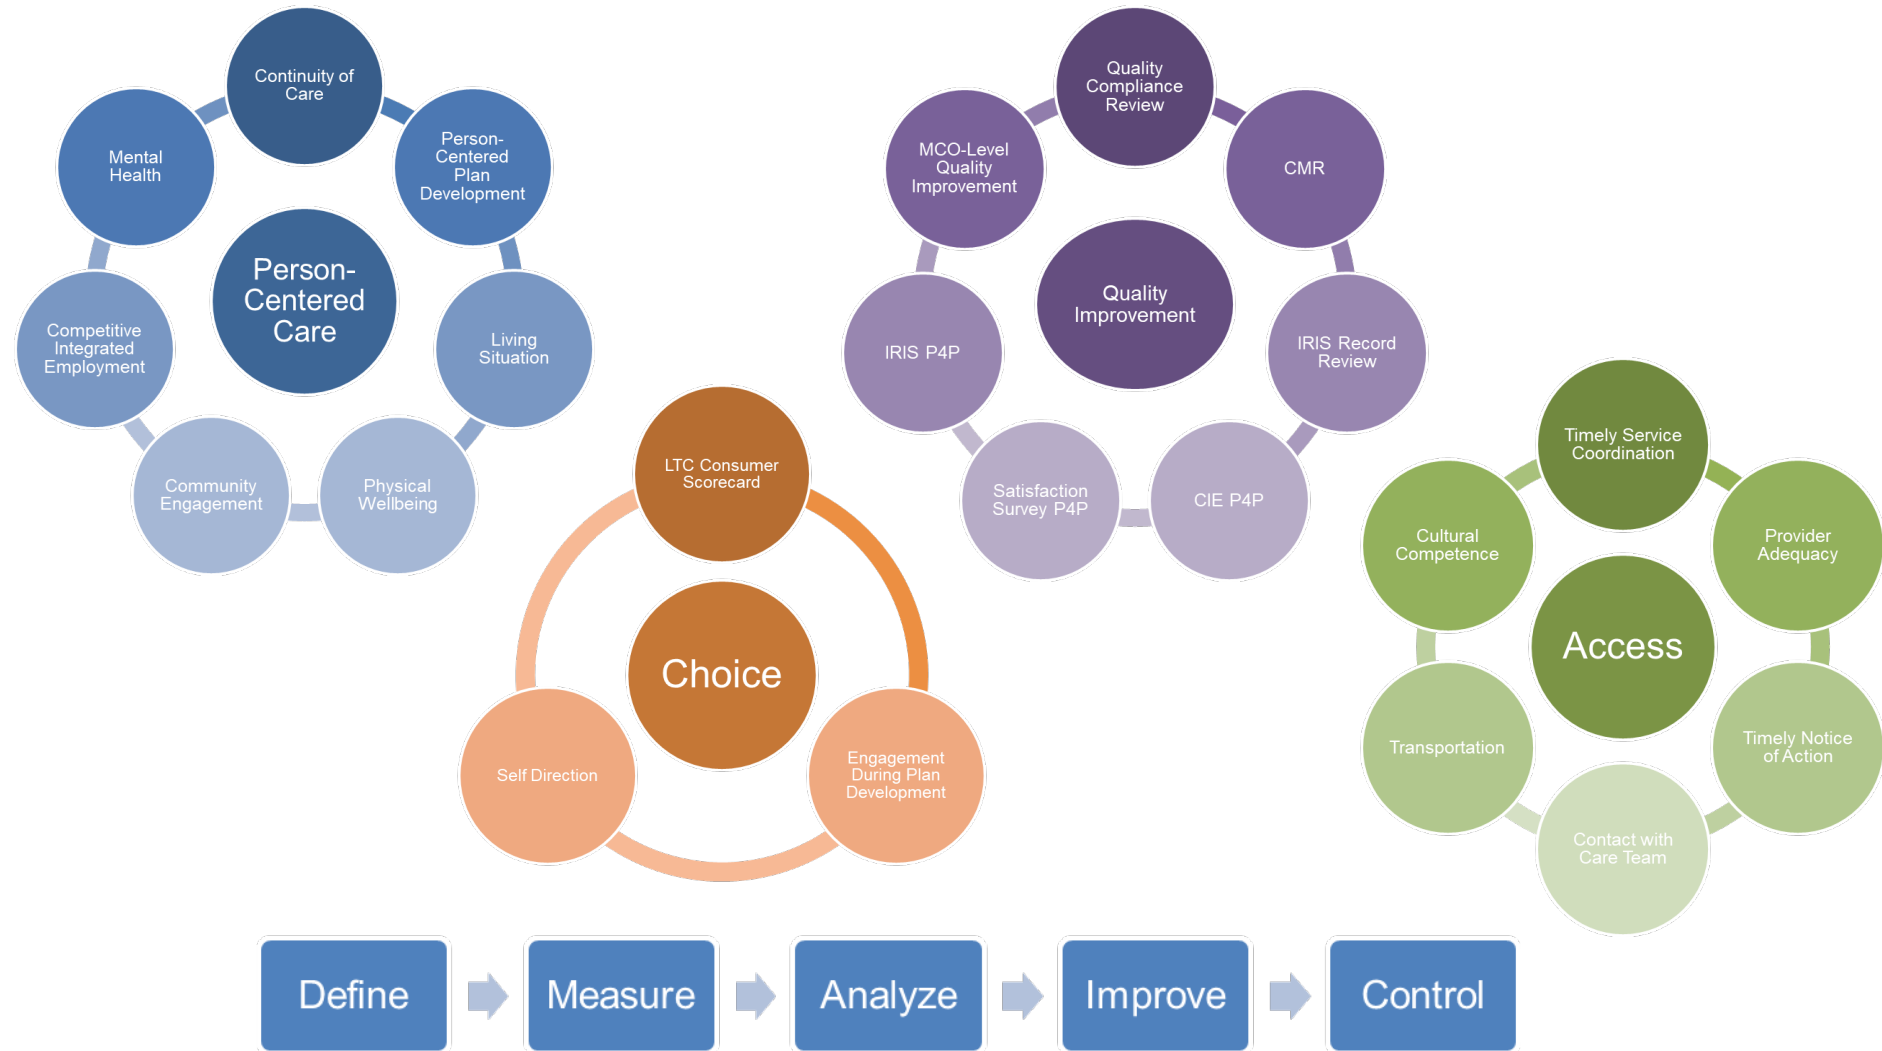 Continuity of
Care
Person-
Centered
Plan
Development
Living
Situation
Physical
Wellbeing
Community
Engagement
Competitive
Integrated
Employment
Mental
Health
Person-
Centered
Care
Quality
Compliance
Review
CMR
IRIS Record
Review
CIE P4P
Satisfaction
Survey P4P
IRIS P4P
MCO-Level
Quality
Improvement
Quality
Improvement
LTC Consumer
Scorecard
Engagement
During Plan
Development
Self Direction
Choice
Timely Service
Coordination
Provider
Adequacy
Timely Notice
of Action
Contact with
Care Team
Transportation
Cultural
Competence
Access
Define
Measure
Analyze
Improve
Control